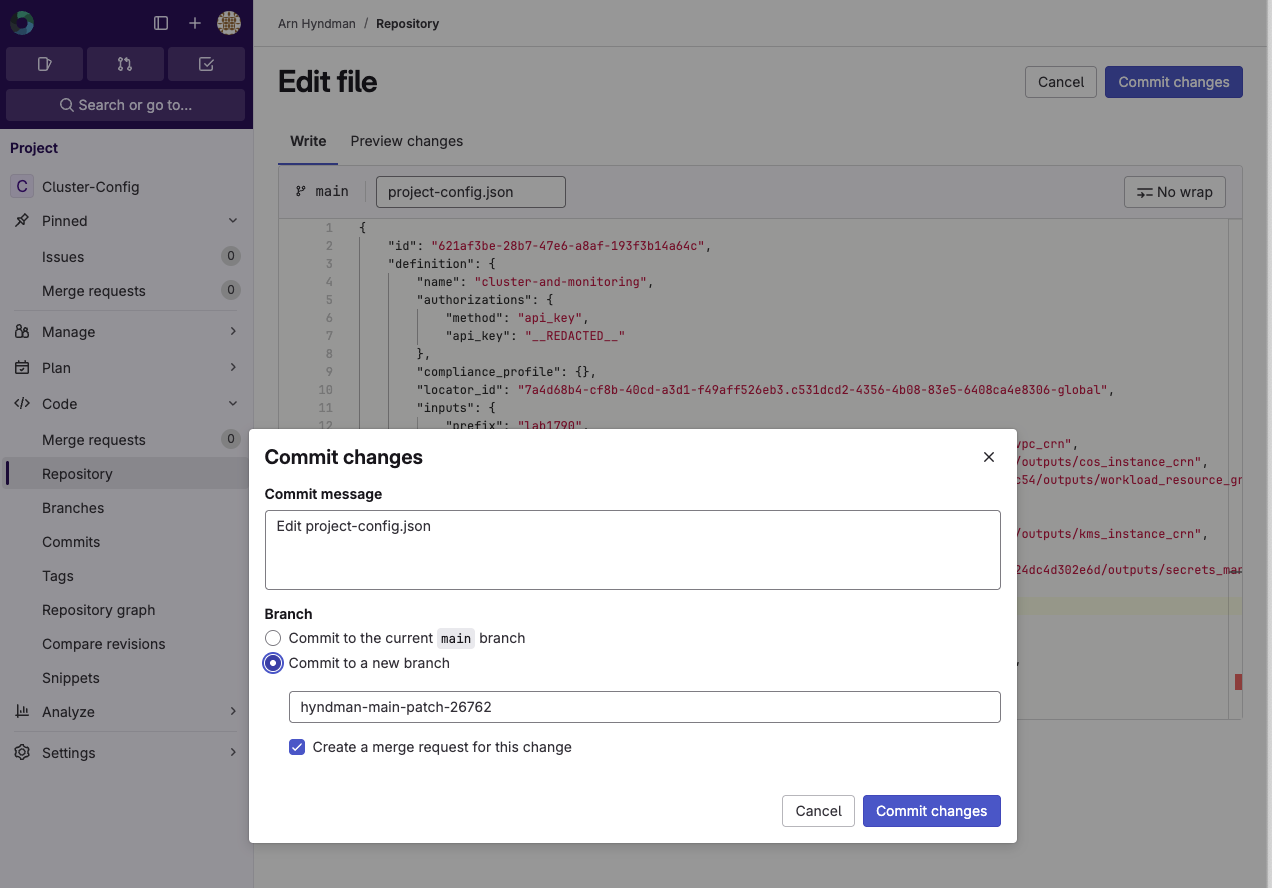 Arn Hyndman / Repository
Search or go to...
Project
C Cluster-Config
Pinned
Issues 0
Merge requests 0
Manage
Plan
Code
Merge requests 0
Repository
Branches
Commits
Tags
Repository graph
Compare revisions
Snippets
Analyze
Settings
Edit file
Cancel
Commit changes
Write
Preview changes
main
project-config.json
No wrap
1 {
2 "id": "621af3be-28b7-47e6-a8af-193f3b14a64c",
3 "definition": {
4 "name": "cluster-and-monitoring",
5 "authorizations": {
6 "method": "api_key",
7 "api_key": "__REDACTED__"
8 },
9 "compliance_profile": {},
10 "locator_id": "7a4d68b4-cf8b-40cd-a3d1-f49aff526eb3.c531dcd2-4356-4b08-83e5-6408ca4e8306-global",
11 "inputs": {
12 "prefix": "lab1790",
vpc_crn",
/outputs/cos_instance_crn",
c54/outputs/workload_resource_gr
/outputs/kms_instance_crn",
24dc4d302e6d/outputs/secrets_man
Commit changes
Commit message
Edit project-config.json
Branch
Commit to the current main branch
Commit to a new branch
hyndman-main-patch-26762
Create a merge request for this change
Cancel
Commit changes